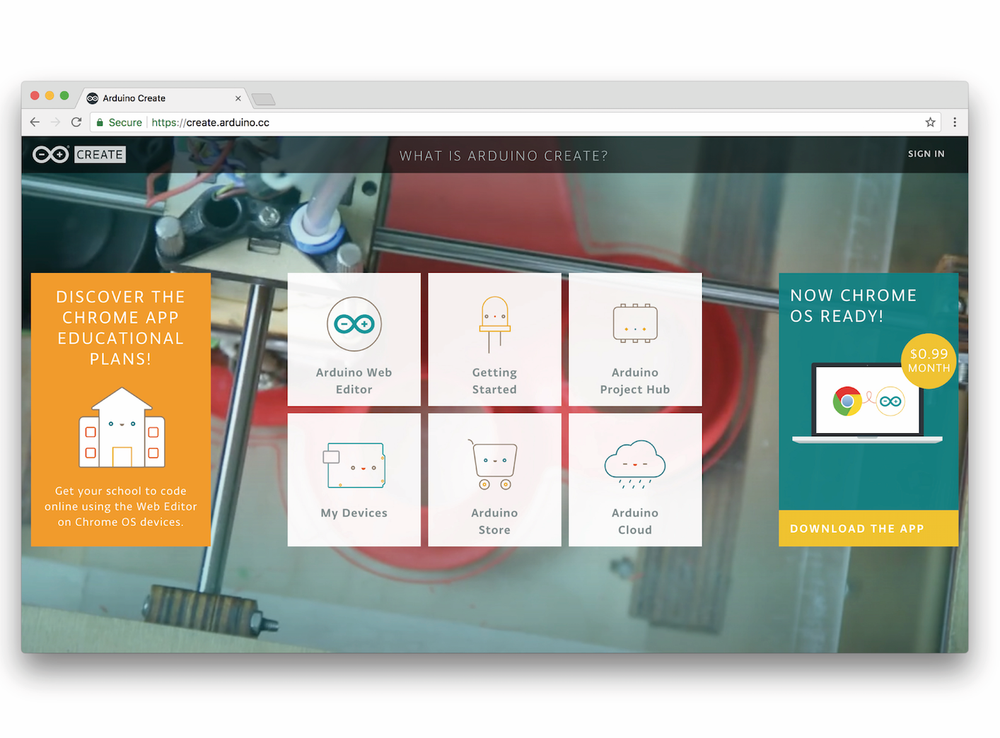 Arduino Create
Secure
https://create.arduino.cc
CREATE
WHAT IS ARDUINO CREATE?
SIGN IN
DISCOVER THE
CHROME APP
EDUCATIONAL
PLANS!
Get your school to code
online using the Web Editor
on Chrome OS devices.
Arduino Web
Editor
Getting
Started
Arduino
Project Hub
My Devices
Arduino
Store
Arduino
Cloud
NOW CHROME
OS READY!
$0.99
MONTH
DOWNLOAD THE APP